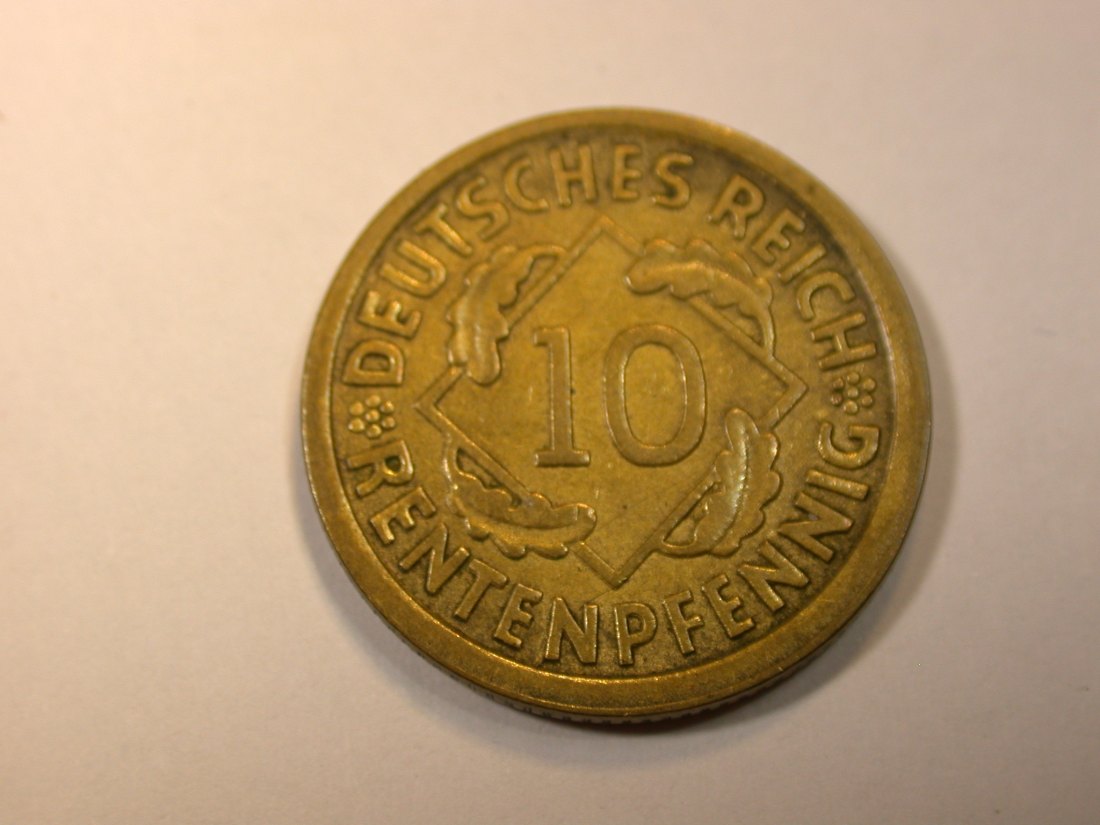 DEUTSCHES REICH
10
RENTENPFENNIG